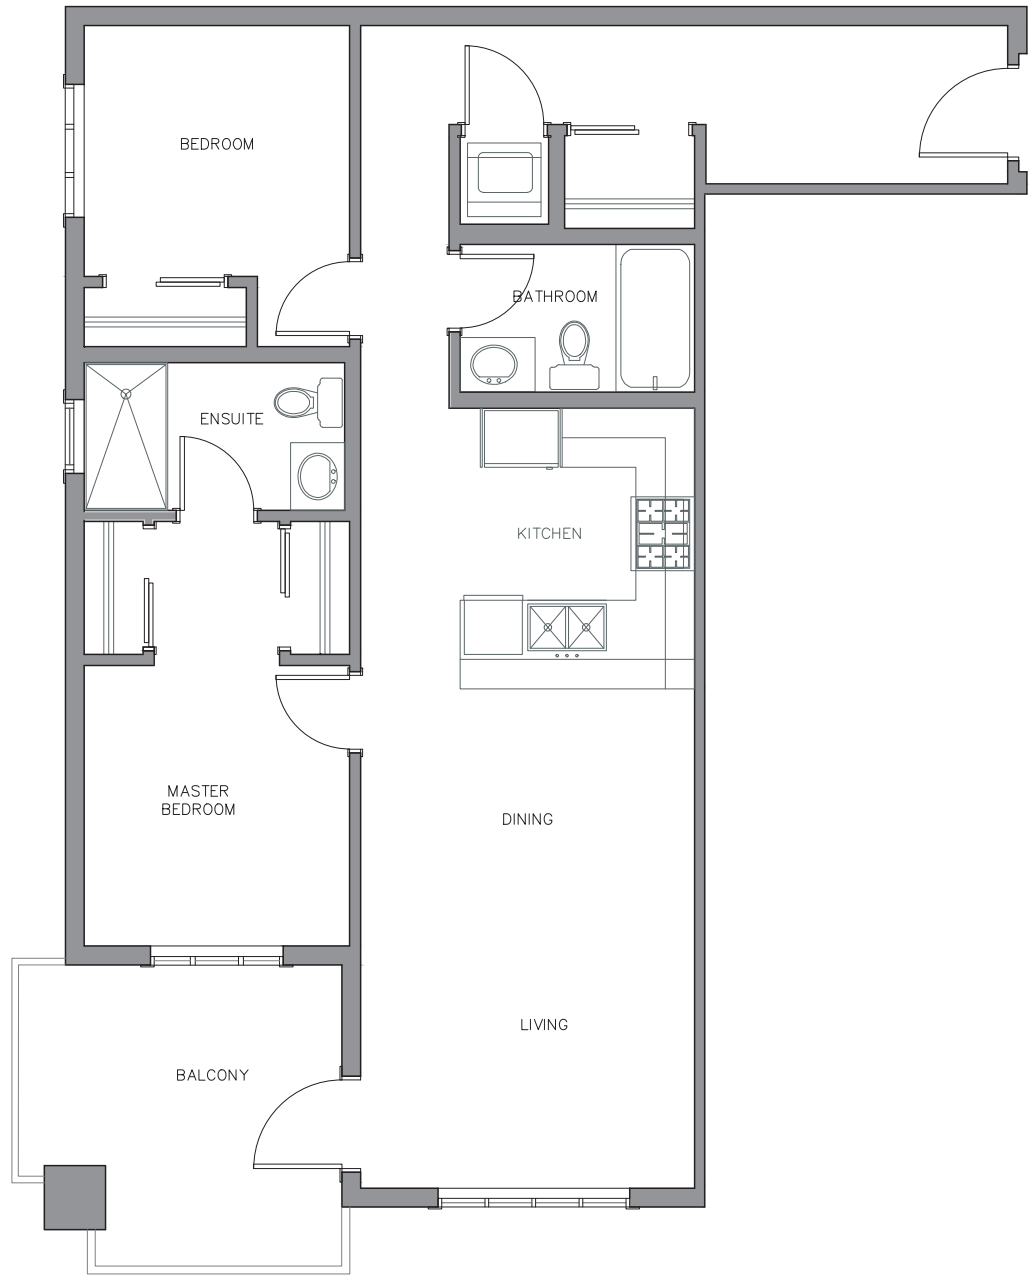 BEDROOM
BATHROOM
ENSUITE
KITCHEN
MASTER
BEDROOM
DINING
LIVING
BALCONY